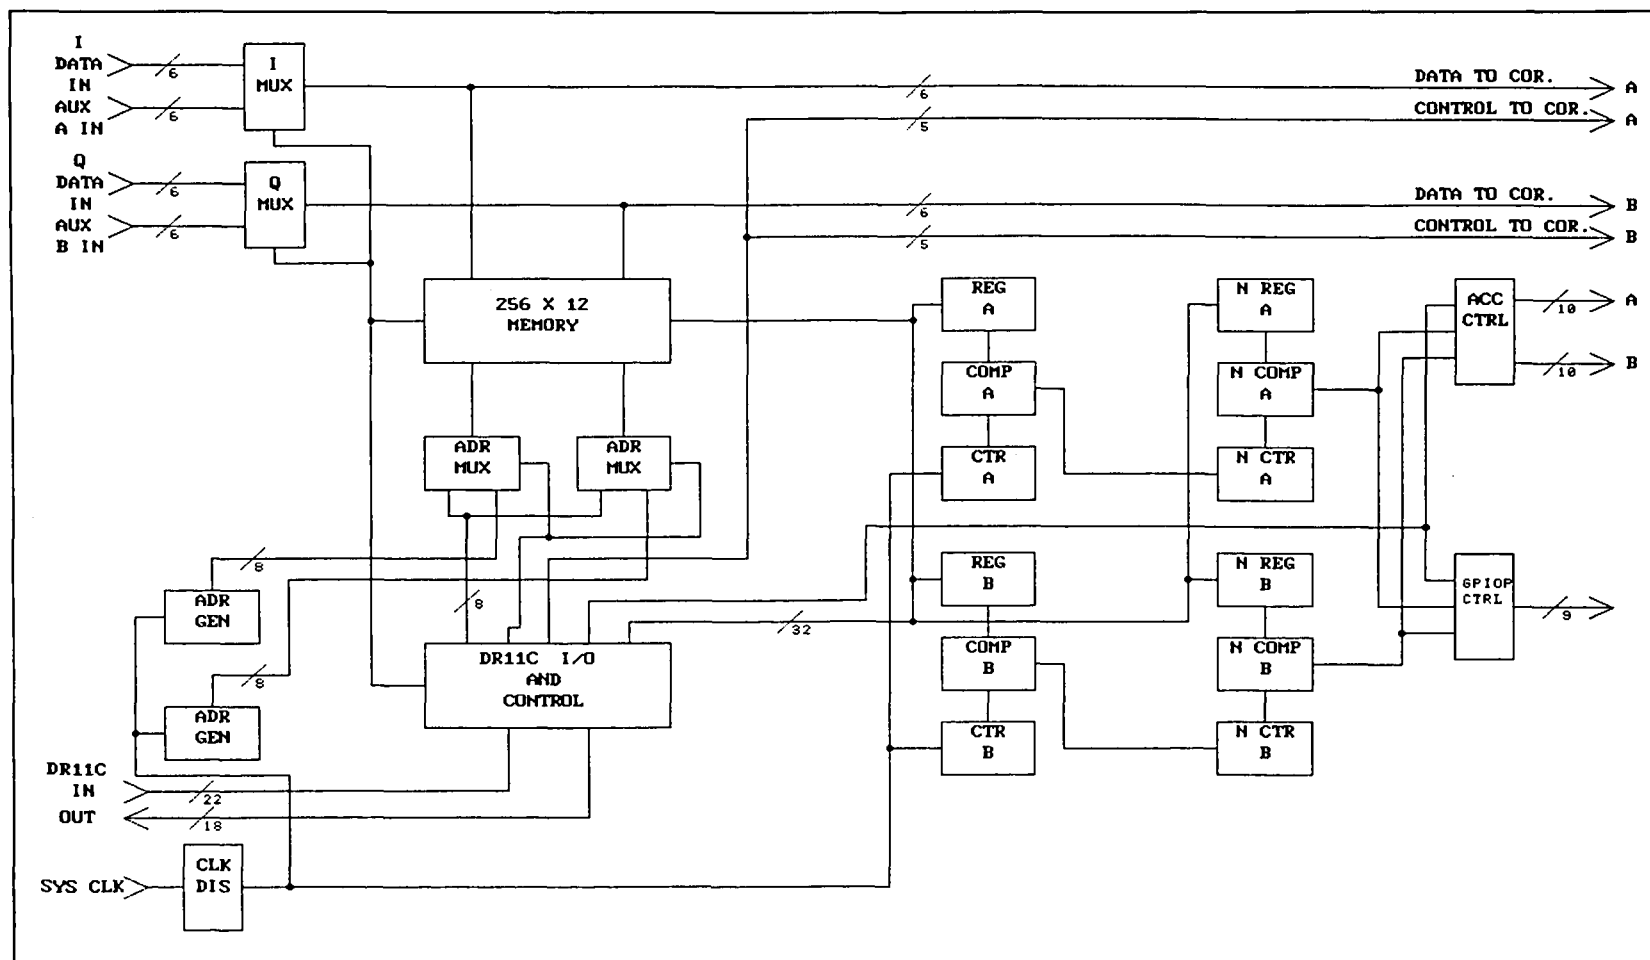 I
DATA
IN
6
AUX
A IN
6
I
MUX
6
DATA TO COR.
A
5
CONTROL TO COR.
A
Q
DATA
IN
6
AUX
B IN
6
Q
MUX
6
DATA TO COR.
B
5
CONTROL TO COR.
B
256 X 12
MEMORY
REG
A
N REG
A
ACC
CTRL
10
A
10
B
COMP
A
N COMP
A
ADR
MUX
ADR
MUX
CTR
A
N CTR
A
8
ADR
GEN
8
32
REG
B
N REG
B
GPIOP
CTRL
9
DR11C I/O
AND
CONTROL
COMP
B
N COMP
B
8
ADR
GEN
CTR
B
N CTR
B
DR11C
IN
22
OUT
18
SYS CLK
CLK
DIS